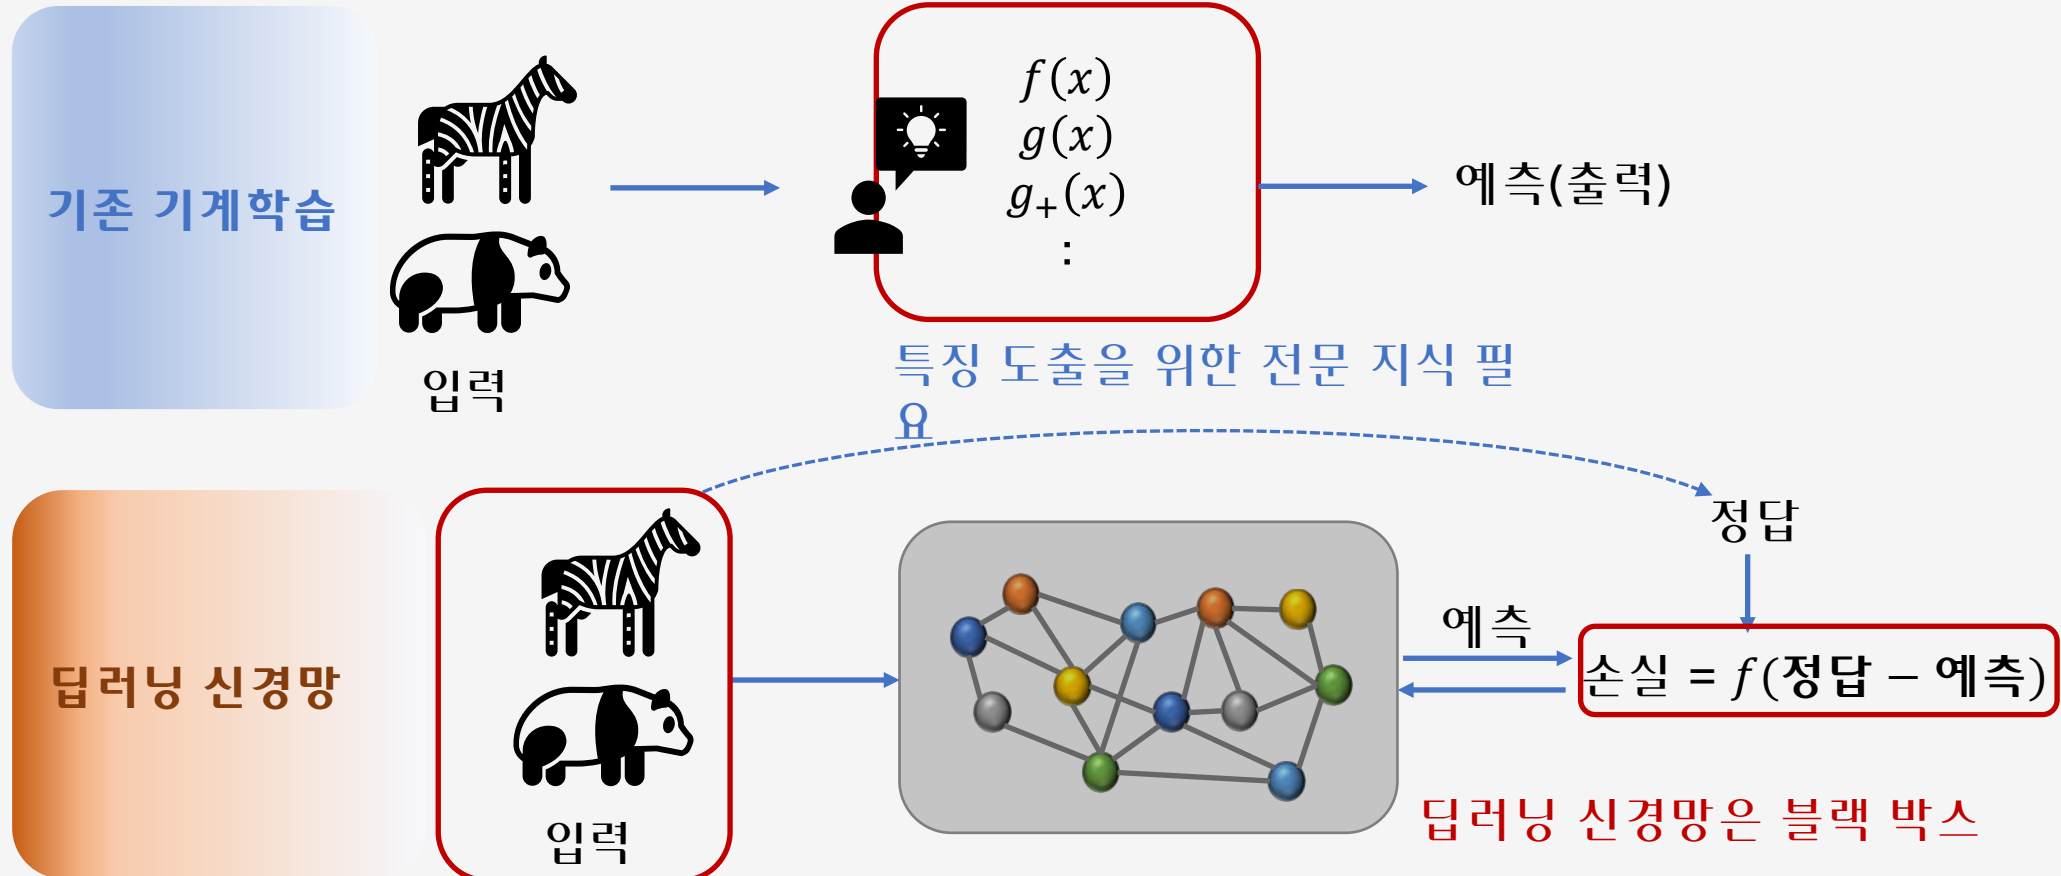 기존 기계학습
입력
f(x)
g(x)
g₊(x)
:
예측(출력)
특징 도출을 위한 전문 지식 필
요
딥러닝 신경망
입력
정답
예측
손실 = f(정답 − 예측)
딥러닝 신경망은 블랙 박스